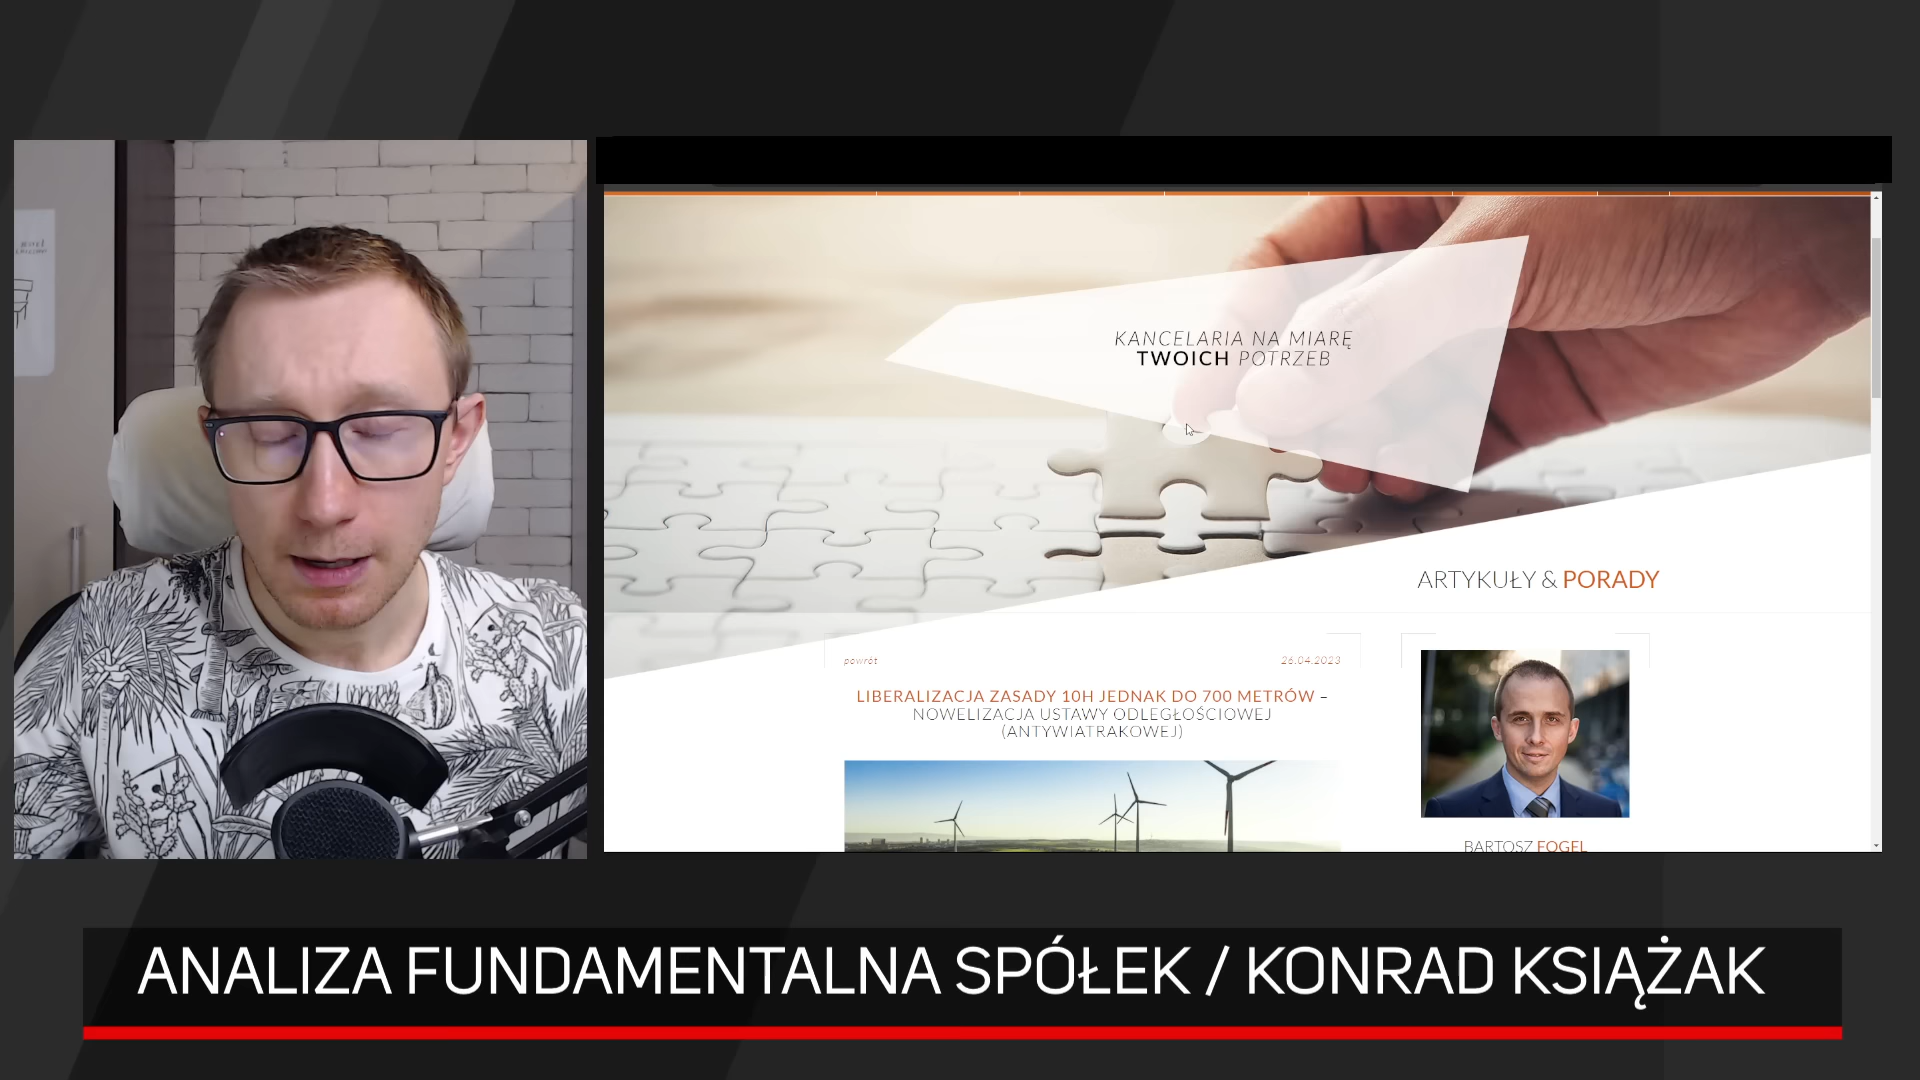 KANCELARIA NA MIARĘ
TWOICH POTRZEB
ARTYKUŁY & PORADY
powrót
26.04.2023
LIBERALIZACJA ZASADY 10H JEDNAK DO 700 METRÓW –
NOWELIZACJA USTAWY ODLEGŁOŚCIOWEJ
(ANTYWIATRAKOWEJ)
BARTOSZ FOGEL
ANALIZA FUNDAMENTALNA SPÓŁEK / KONRAD KSIĄŻAK